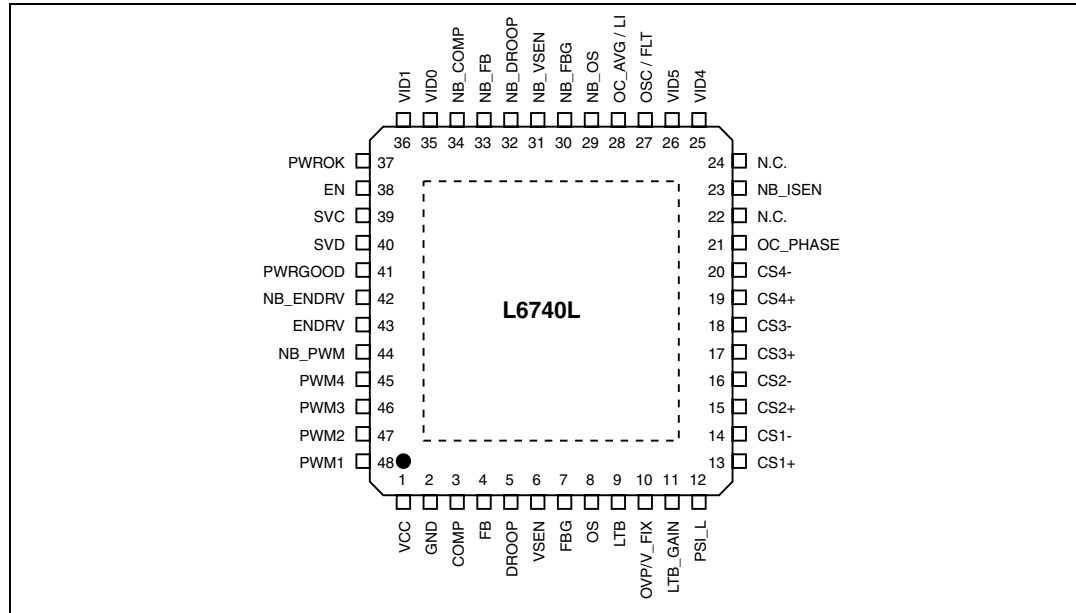 VID1
VID0
NB_COMP
NB_FB
NB_DROOP
NB_VSEN
NB_FBG
NB_OS
OC_AVG / LI
OSC / FLT
VID5
VID4
36 35 34 33 32 31 30 29 28 27 26 25
PWROK 37
EN 38
SVC 39
SVD 40
PWRGOOD 41
NB_ENDRV 42
ENDRV 43
NB_PWM 44
PWM4 45
PWM3 46
PWM2 47
PWM1 48
L6740L
24 N.C.
23 NB_ISEN
22 N.C.
21 OC_PHASE
20 CS4-
19 CS4+
18 CS3-
17 CS3+
16 CS2-
15 CS2+
14 CS1-
13 CS1+
1 2 3 4 5 6 7 8 9 10 11 12
VCC
GND
COMP
FB
DROOP
VSEN
FBG
OS
LTB
OVP/V_FIX
LTB_GAIN
PSI_L